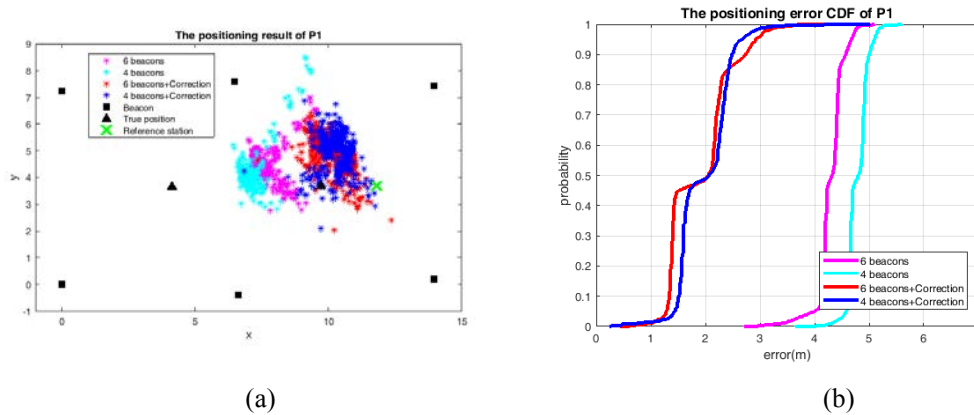 The positioning result of P1
9
8
7
6
5
4
3
2
1
0
-1
y
6 beacons
4 beacons
6 beacons+Correction
4 beacons+Correction
Beacon
True position
Reference station
0 5 10 15
x
(a)
The positioning error CDF of P1
1
0.9
0.8
0.7
0.6
0.5
0.4
0.3
0.2
0.1
0
probability
6 beacons
4 beacons
6 beacons+Correction
4 beacons+Correction
0 1 2 3 4 5 6
error(m)
(b)